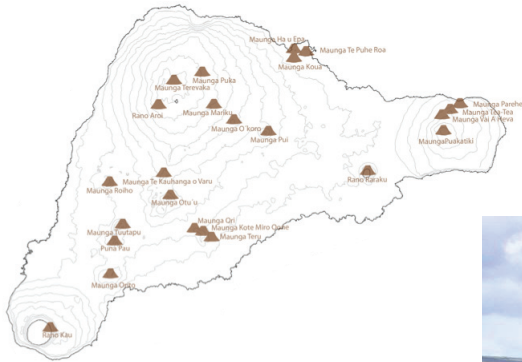 Maunga Ha u Epa
Maunga Te Puhe Roa
Maunga Koua
Maunga Puka
Maunga Terevaka
Rano Aroi
Maunga Mariku
Maunga O´koro
Maunga Pui
Maunga Parehe
Maunga Tea-Tea
Maunga Vai A Heva
MaungaPuakatiki
Rano Raraku
Maunga Te Kauhanga o Varu
Maunga Roiho
Maunga Otu´u
Maunga Tuutapu
Puna Pau
Maunga Ori
Maunga Kote Miro Oone
Maunga Teru
Maunga Orito
Rano Kau